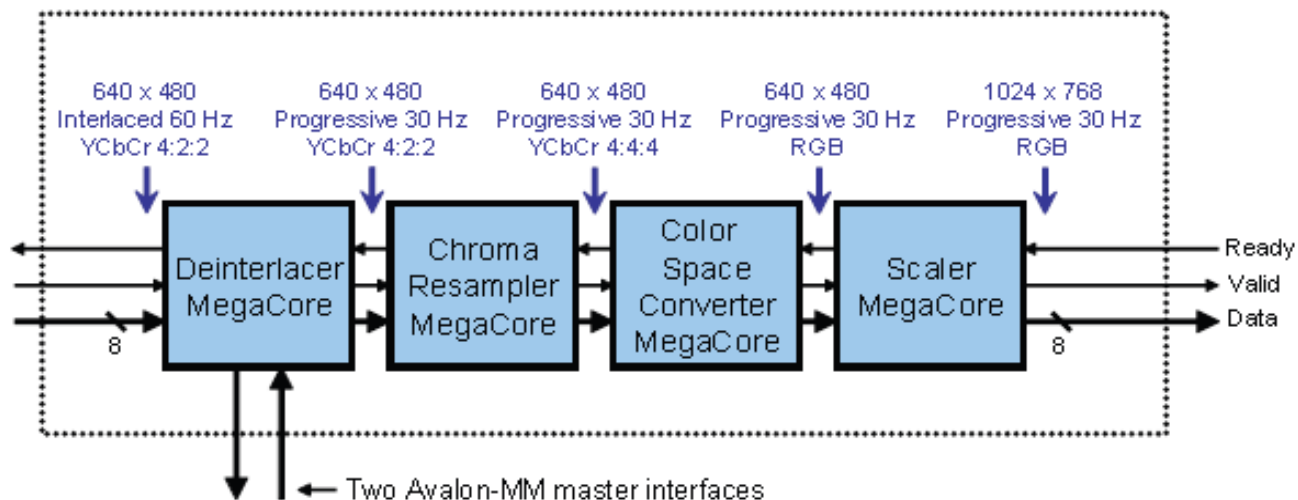 640 x 480
Interlaced 60 Hz
YCbCr 4:2:2
640 x 480
Progressive 30 Hz
YCbCr 4:2:2
640 x 480
Progressive 30 Hz
YCbCr 4:4:4
640 x 480
Progressive 30 Hz
RGB
1024 x 768
Progressive 30 Hz
RGB
Deinterlacer
MegaCore
8
Chroma
Resampler
MegaCore
Color
Space
Converter
MegaCore
Scaler
MegaCore
8
Ready
Valid
Data
Two Avalon-MM master interfaces